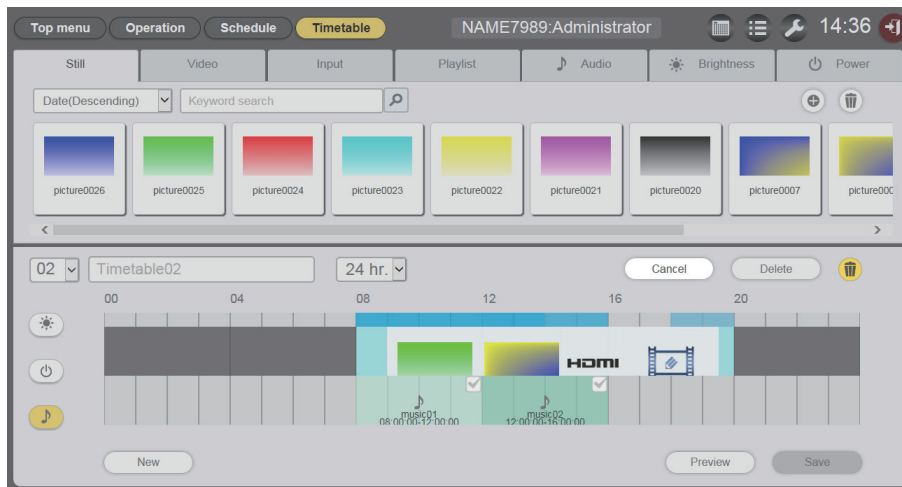 Top menu Operation Schedule Timetable NAME7989:Administrator 14:36
Still Video Input Playlist Audio Brightness Power
Date(Descending) Keyword search
picture0026 picture0025 picture0024 picture0023 picture0022 picture0021 picture0020 picture0007 picture000
02 Timetable02 24 hr. Cancel Delete
00 04 08 12 16 20
HDMI
music01 music02
08:00:00-12:00:00 12:00:00-16:00:00
New Preview Save